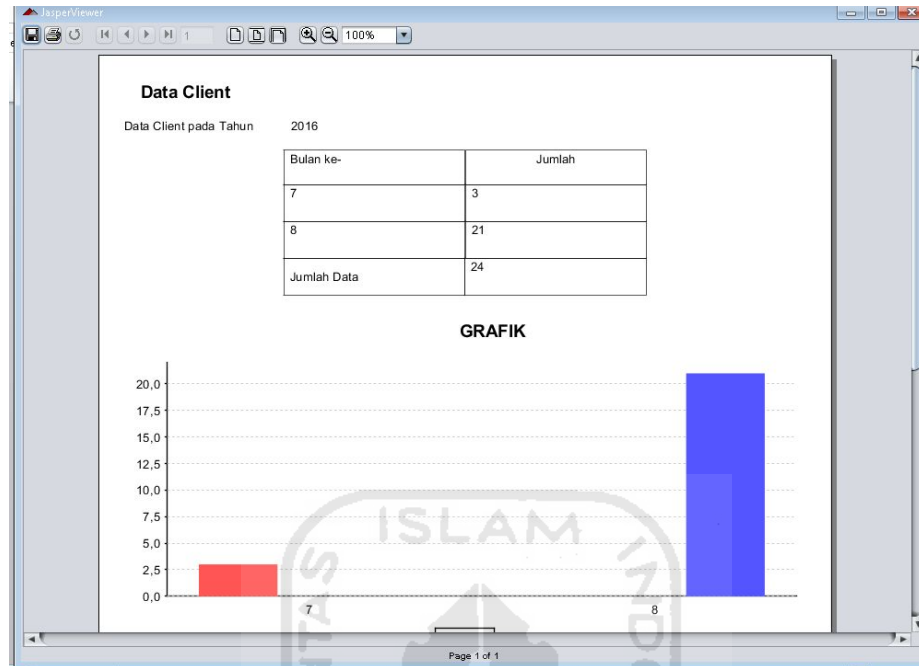 JasperViewer
1
100%
Data Client
Data Client pada Tahun 2016
Bulan ke- Jumlah
7 3
8 21
Jumlah Data 24
GRAFIK
20,0
17,5
15,0
12,5
10,0
7,5
5,0
2,5
0,0
7 8
ISLAM
Page 1 of 1